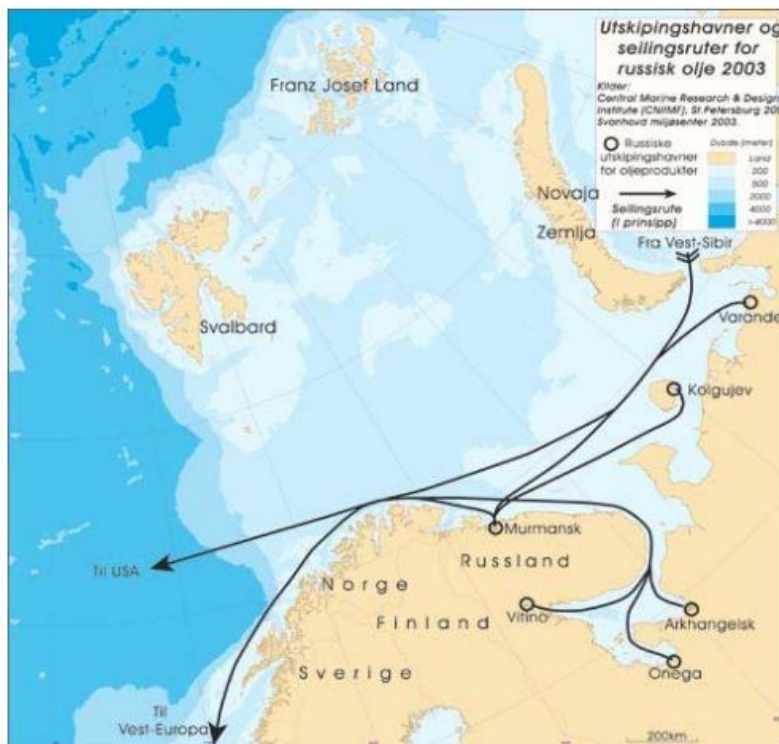 Utskipingshavner og
seilingsruter for
russisk olje 2003
Kilder:
Central Marine Research & Design
Institute (CNIIMF), St.Petersburg 200
Svanhovd miljøsenter 2003.
Russiske
utskipingshavner
for oljeprodukter
Seilingsrute
(i prinsipp)
Dybde (meter)
Land
200
500
2000
4000
>4000
Franz Josef Land
Novaja
Zemlja
Fra Vest-Sibir
Svalbard
Varande
Kolgujev
Murmansk
Til USA
Russland
Norge
Vitino
Finland
Arkhangelsk
Sverige
Onega
Til
Vest-Europa
200km